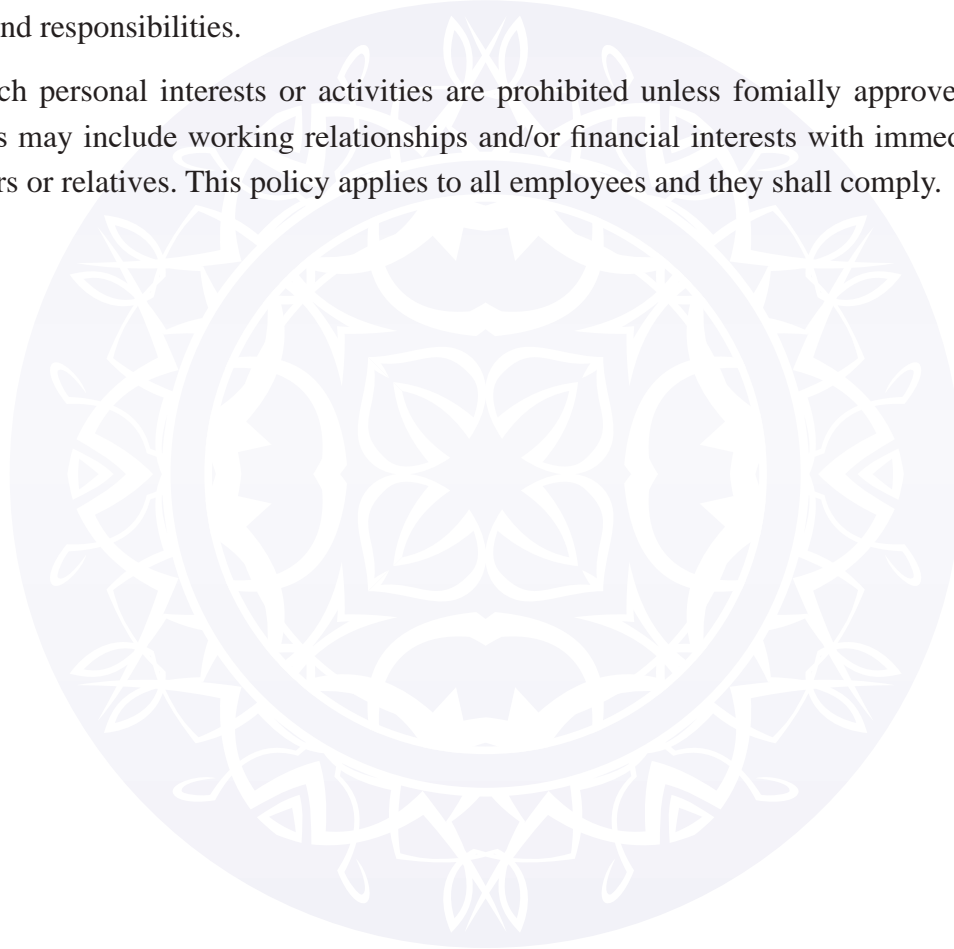 nd responsibilities.
ch personal interests or activities are prohibited unless fomially approve
s may include working relationships and/or financial interests with immed
rs or relatives. This policy applies to all employees and they shall comply.